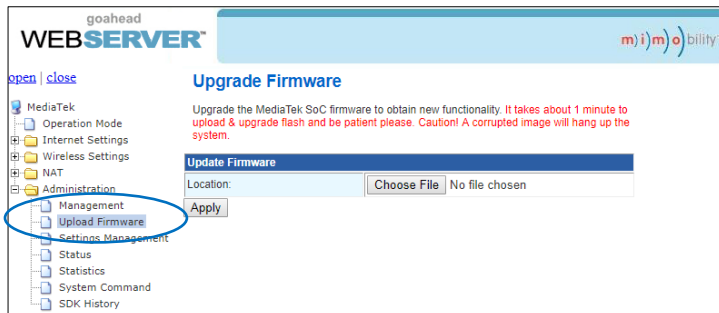 goahead
WEBSERVER™
m)i)m)o)bility™
open | close
MediaTek
Operation Mode
Internet Settings
Wireless Settings
NAT
Administration
Management
Upload Firmware
Settings Management
Status
Statistics
System Command
SDK History
Upgrade Firmware
Upgrade the MediaTek SoC firmware to obtain new functionality. It takes about 1 minute to
upload & upgrade flash and be patient please. Caution! A corrupted image will hang up the
system.
Update Firmware
Location: Choose File No file chosen
Apply